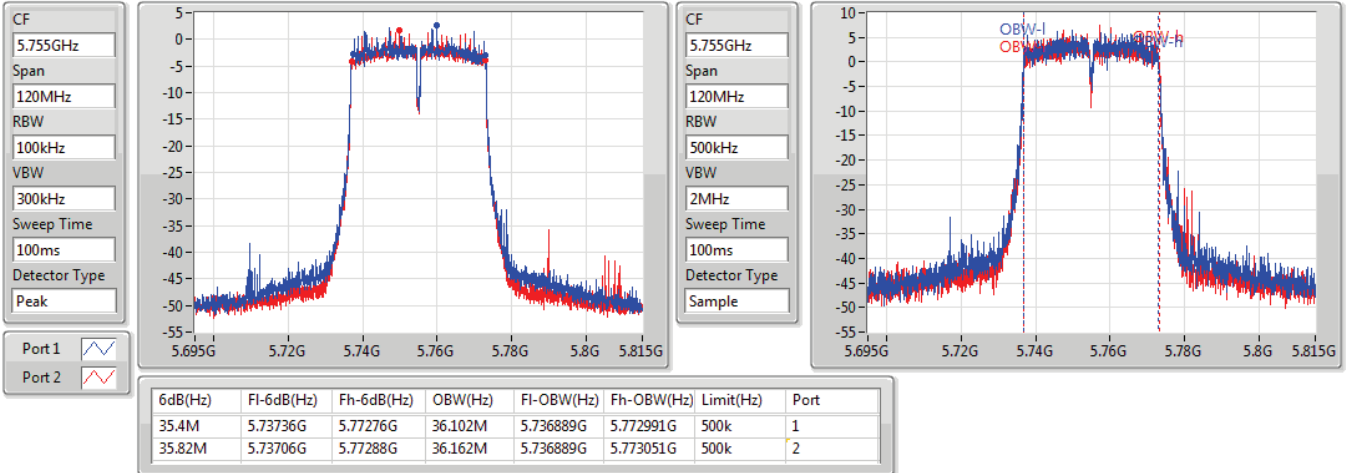 CF
5.755GHz
Span
120MHz
RBW
100kHz
VBW
300kHz
Sweep Time
100ms
Detector Type
Peak
5
0
-5
-10
-15
-20
-25
-30
-35
-40
-45
-50
-55
5.695G 5.72G 5.74G 5.76G 5.78G 5.8G 5.815G
CF
5.755GHz
Span
120MHz
RBW
500kHz
VBW
2MHz
Sweep Time
100ms
Detector Type
Sample
10
5
0
-5
-10
-15
-20
-25
-30
-35
-40
-45
-50
-55
OBW-l
5.695G 5.72G 5.74G 5.76G 5.78G 5.8G 5.815G
Port 1
Port 2
6dB(Hz) Fl-6dB(Hz) Fh-6dB(Hz) OBW(Hz) Fl-OBW(Hz) Fh-OBW(Hz) Limit(Hz) Port
35.4M 5.73736G 5.77276G 36.102M 5.736889G 5.772991G 500k 1
35.82M 5.73706G 5.77288G 36.162M 5.736889G 5.773051G 500k 2